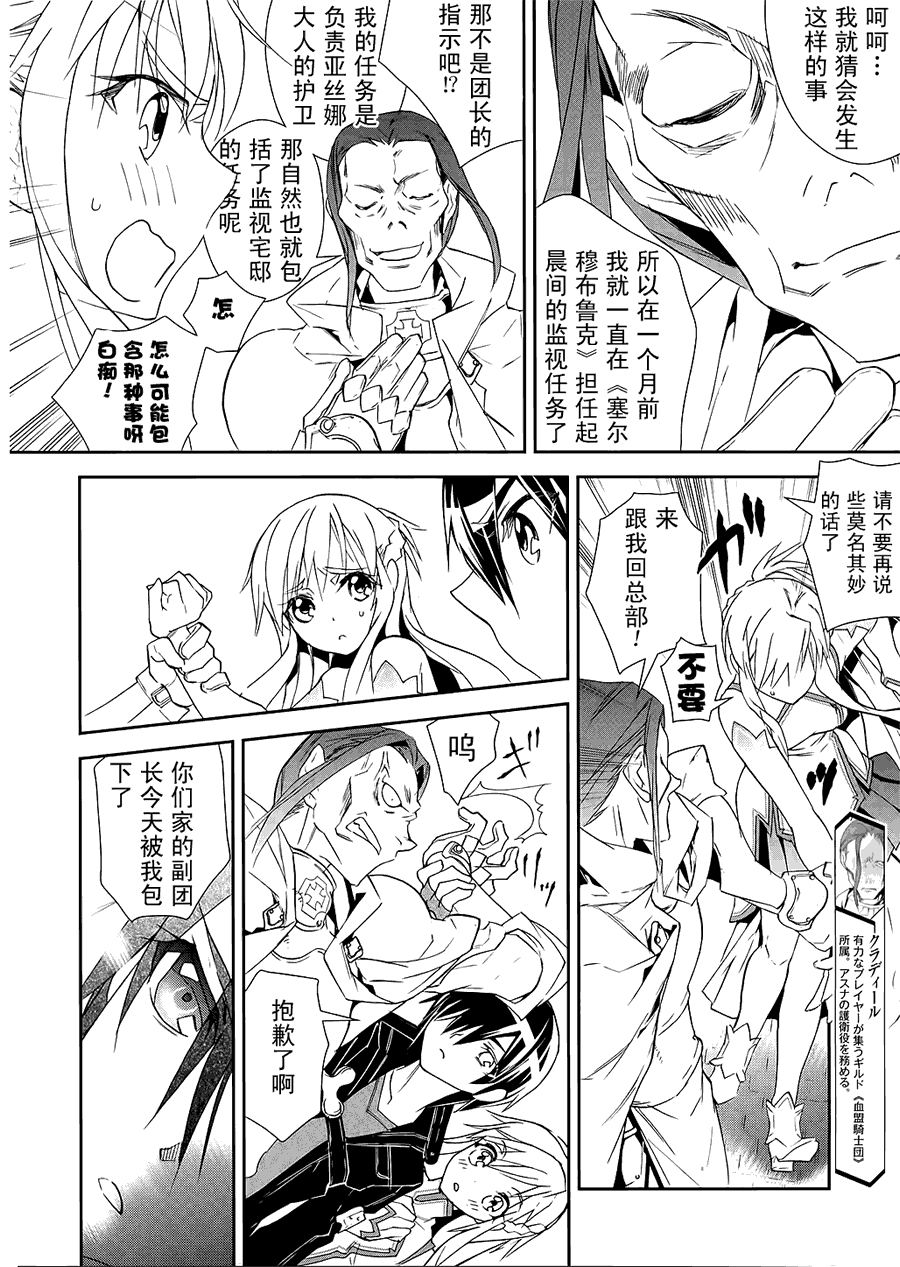 呵呵…
我就猜会发生
这样的事
所以在一个月前
我就一直在《塞尔
穆布鲁克》担任起
晨间的监视任务了
那不是团长的
指示吧!?
我的任务是
负责亚丝娜
大人的护卫
那自然也就包
括了监视宅邸
的任务呢
怎
怎么可能包
含那种事呀
白痴！
请不要再说
些莫名其妙
的话了
来
跟我回总部！
ガッ
不要
クラディール
有力なプレイヤーが集うギルド《血盟騎士団》
所属。アスナの護衛役を務める。
呜
ギギ
抱歉了啊
你们家的副团
长今天被我包
下了